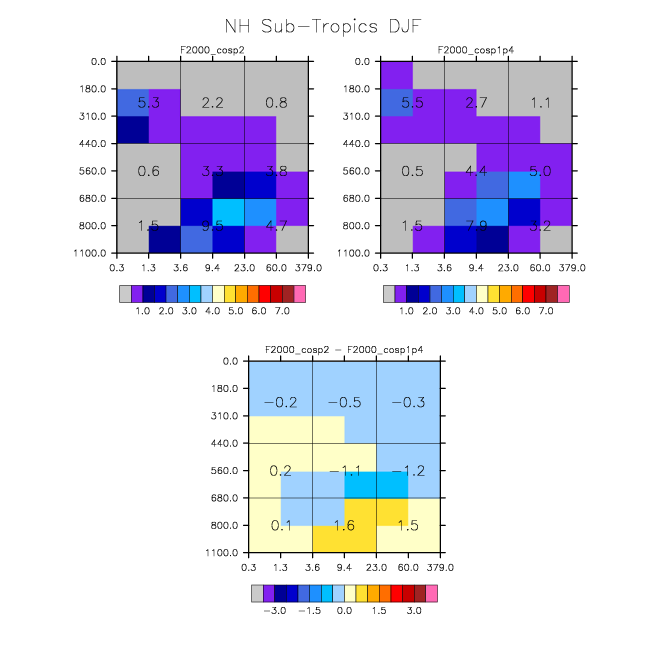 NH Sub-Tropics DJF
F2000_cosp2
F2000_cosp1p4
0.0
180.0
310.0
440.0
560.0
680.0
800.0
1100.0
5.3 2.2 0.8
0.6 3.3 3.8
1.5 9.5 4.7
0.3 1.3 3.6 9.4 23.0 60.0 379.0
1.0 2.0 3.0 4.0 5.0 6.0 7.0
0.0
180.0
310.0
440.0
560.0
680.0
800.0
1100.0
5.5 2.7 1.1
0.5 4.4 5.0
1.5 7.9 3.2
0.3 1.3 3.6 9.4 23.0 60.0 379.0
1.0 2.0 3.0 4.0 5.0 6.0 7.0
F2000_cosp2 - F2000_cosp1p4
0.0
180.0
310.0
440.0
560.0
680.0
800.0
1100.0
-0.2 -0.5 -0.3
0.2 -1.1 -1.2
0.1 1.6 1.5
0.3 1.3 3.6 9.4 23.0 60.0 379.0
-3.0 -1.5 0.0 1.5 3.0